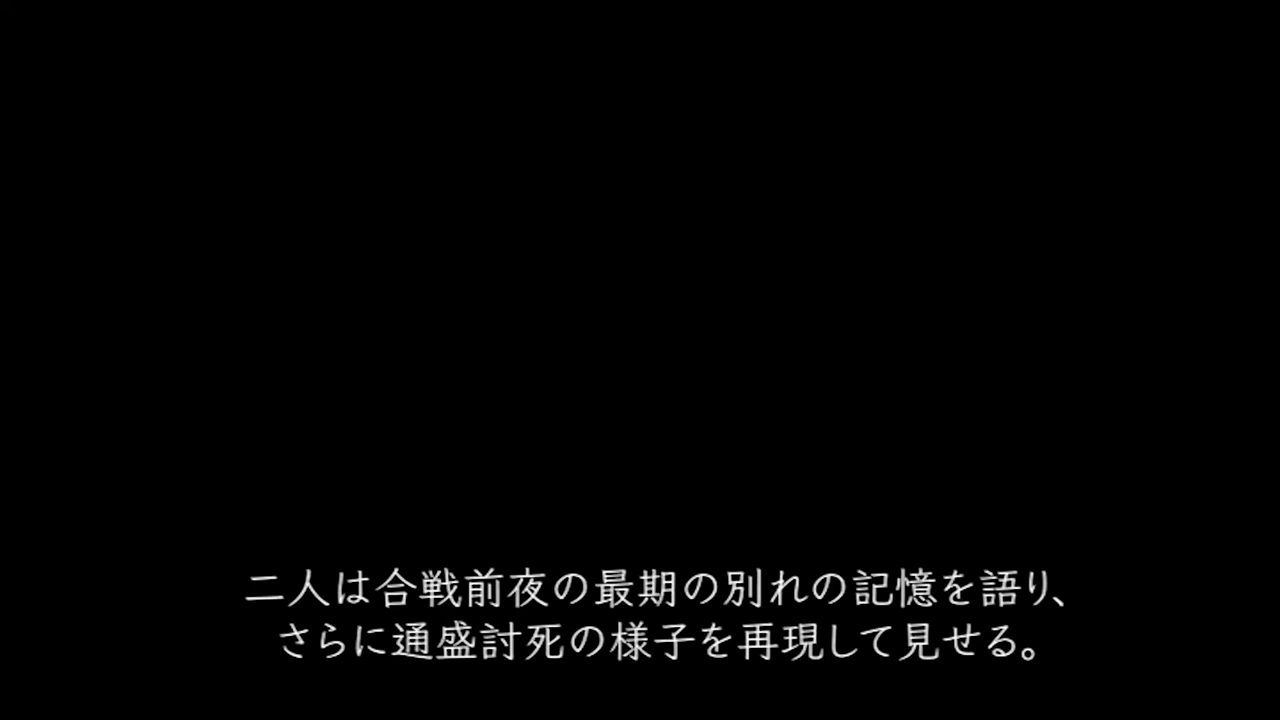 二人は合戦前夜の最期の別れの記憶を語り、
さらに通盛討死の様子を再現して見せる。